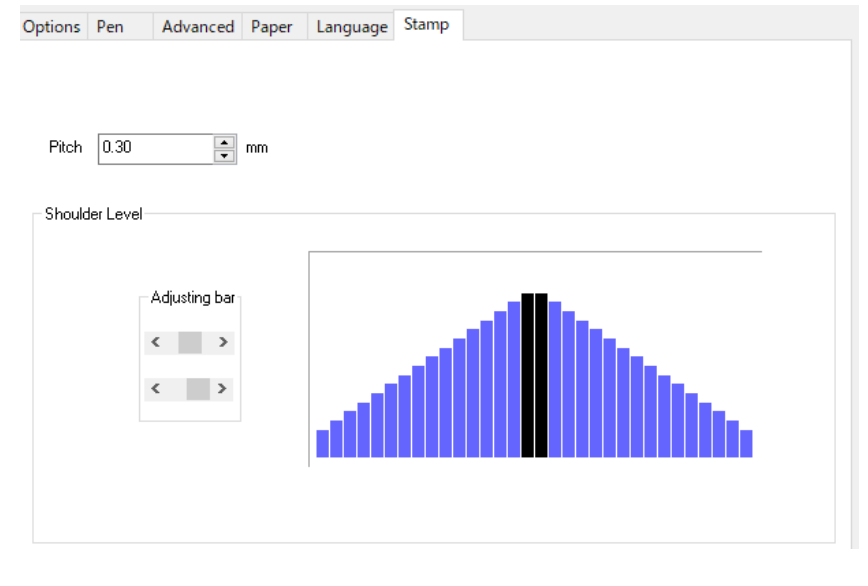 Options Pen Advanced Paper Language Stamp
Pitch 0.30 mm
Shoulder Level
Adjusting bar